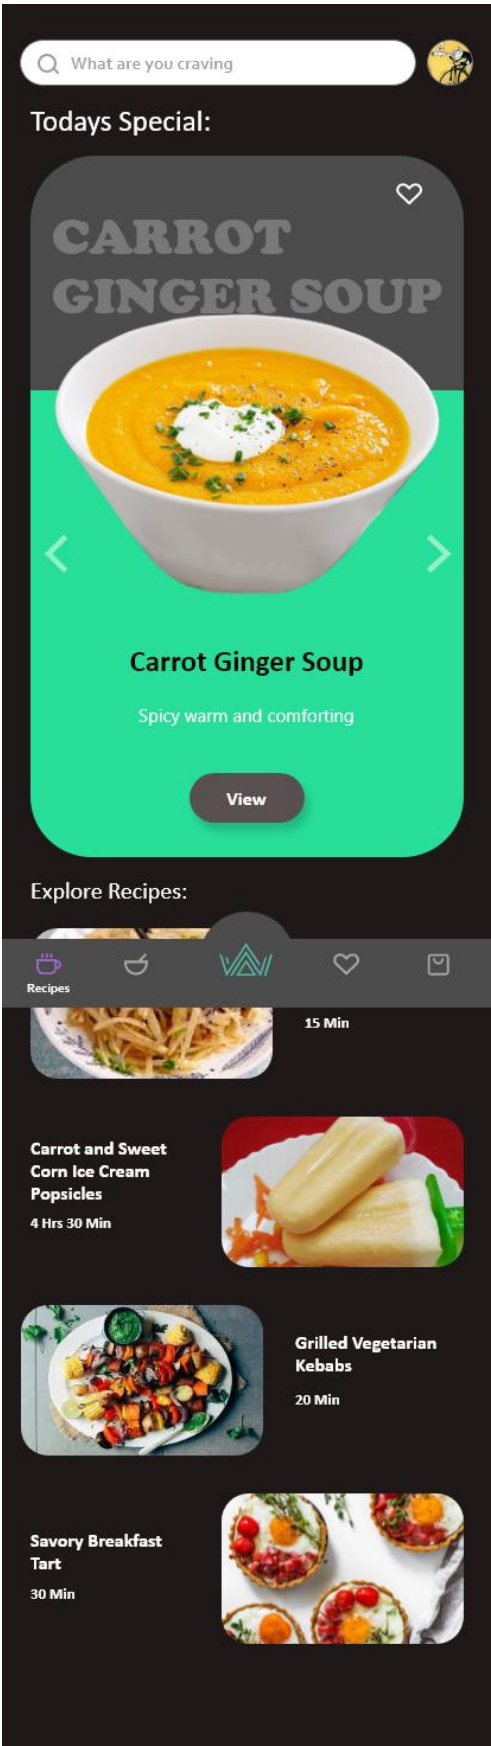 What are you craving
Todays Special:
CARROT
GINGER SOUP
Carrot Ginger Soup
Spicy warm and comforting
View
Explore Recipes:
Recipes
15 Min
Carrot and Sweet
Corn Ice Cream
Popsicles
4 Hrs 30 Min
Grilled Vegetarian
Kebabs
20 Min
Savory Breakfast
Tart
30 Min